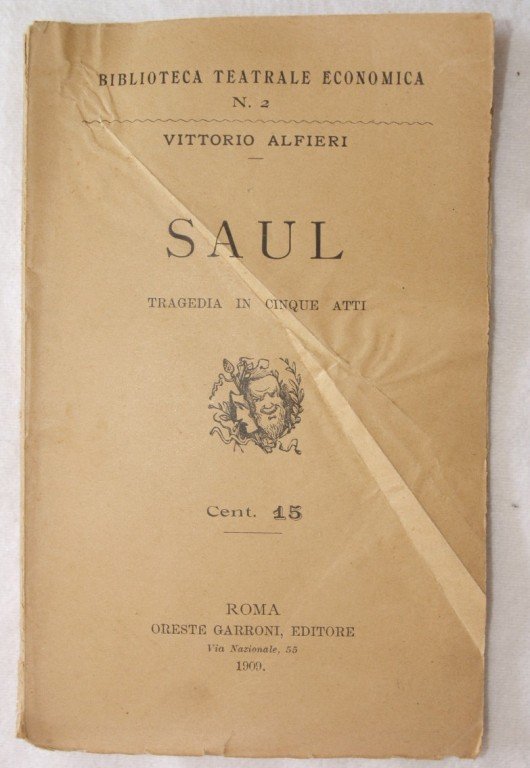 BIBLIOTECA TEATRALE ECONOMICA
N. 2
VITTORIO ALFIERI
SAUL
TRAGEDIA IN CINQUE ATTI
Cent. 15
ROMA
ORESTE GARRONI, EDITORE
Via Nazionale, 55
1909.